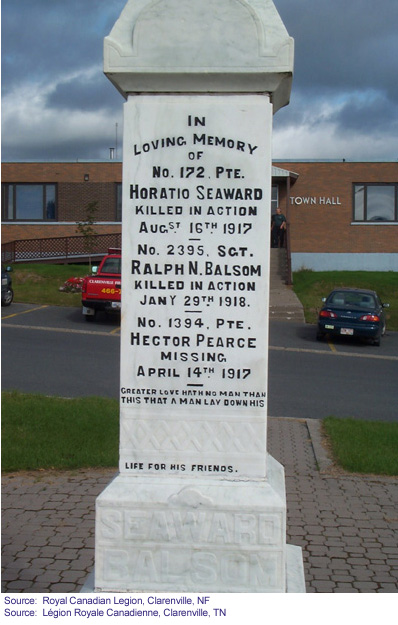 IN
LOVING MEMORY
OF
No. 172, PTE.
HORATIO SEAWARD
KILLED IN ACTION
AUGST 16TH 1917
No. 2395, SGT.
RALPH N. BALSOM
KILLED IN ACTION
JANY 29TH 1918.
No. 1394, PTE.
HECTOR PEARCE
MISSING
APRIL 14TH 1917
GREATER LOVE HATH NO MAN THAN
THIS THAT A MAN LAY DOWN HIS
LIFE FOR HIS FRIENDS.
SEAWARD
TOWN HALL
Source: Royal Canadian Legion, Clarenville, NF
Source: Légion Royale Canadienne, Clarenville, TN